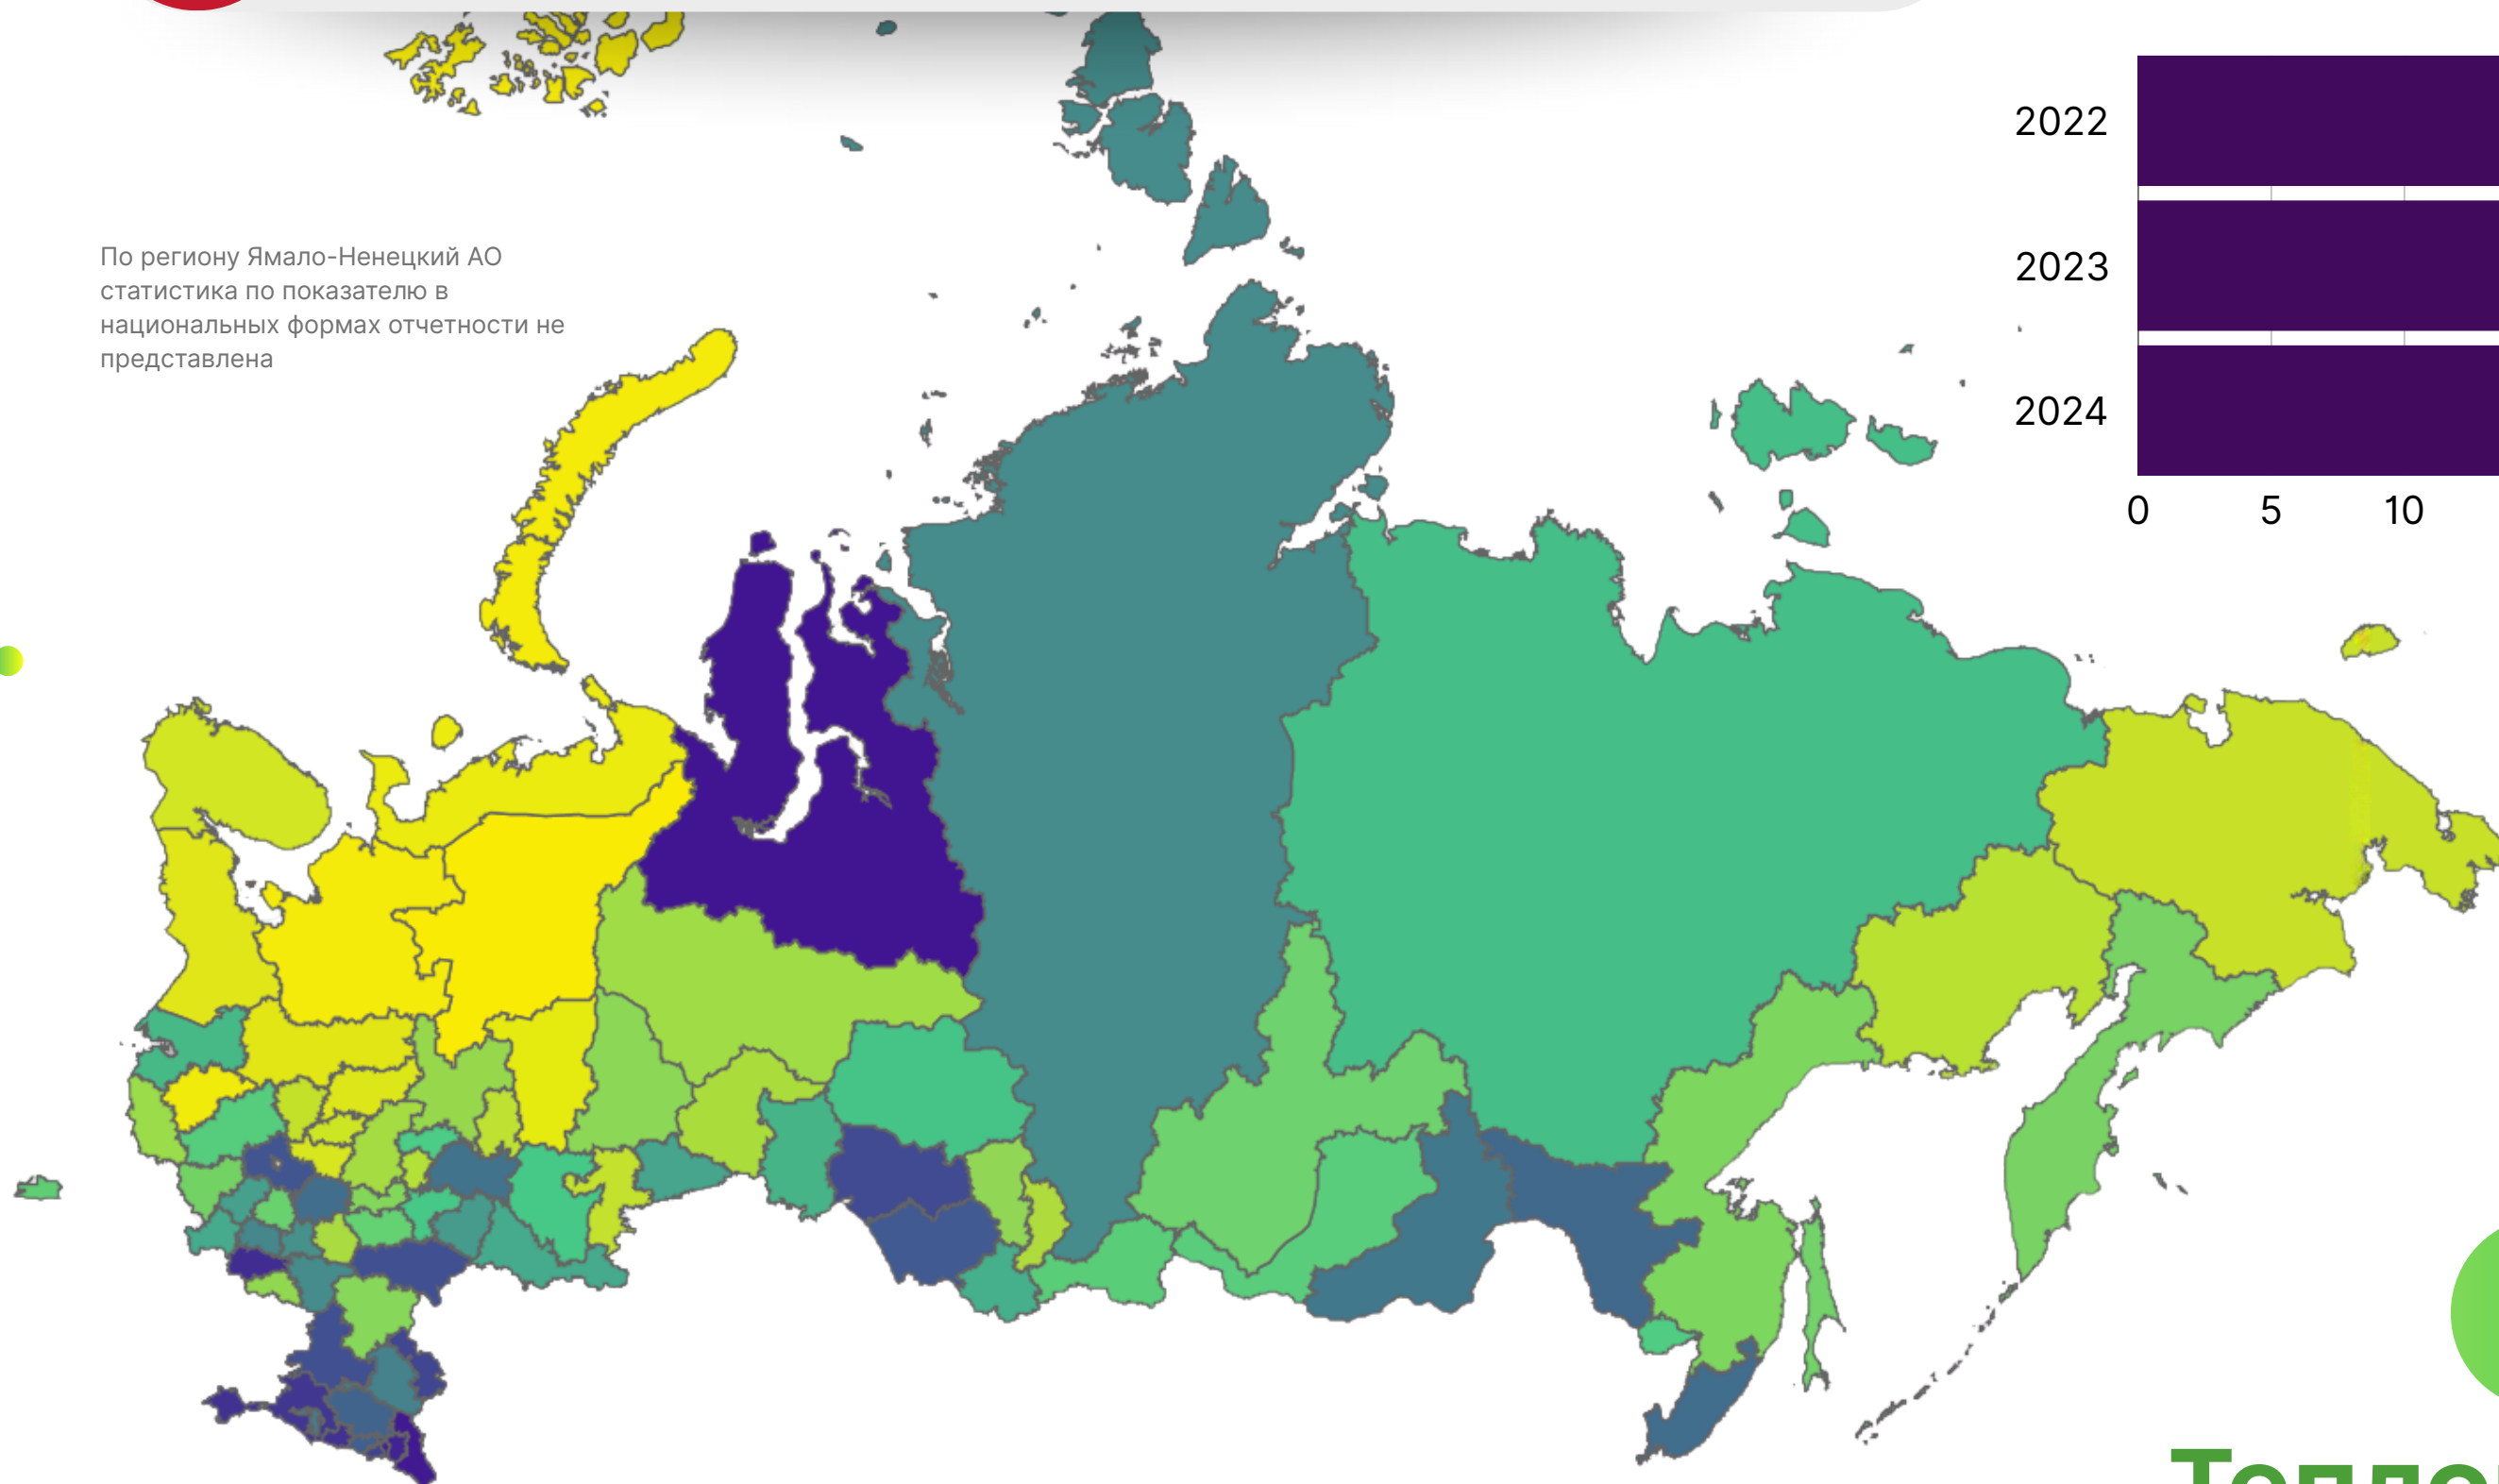 По региону Ямало-Ненецкий АО
статистика по показателю в
национальных формах отчетности не
представлена
2022
2023
2024
0 5 10